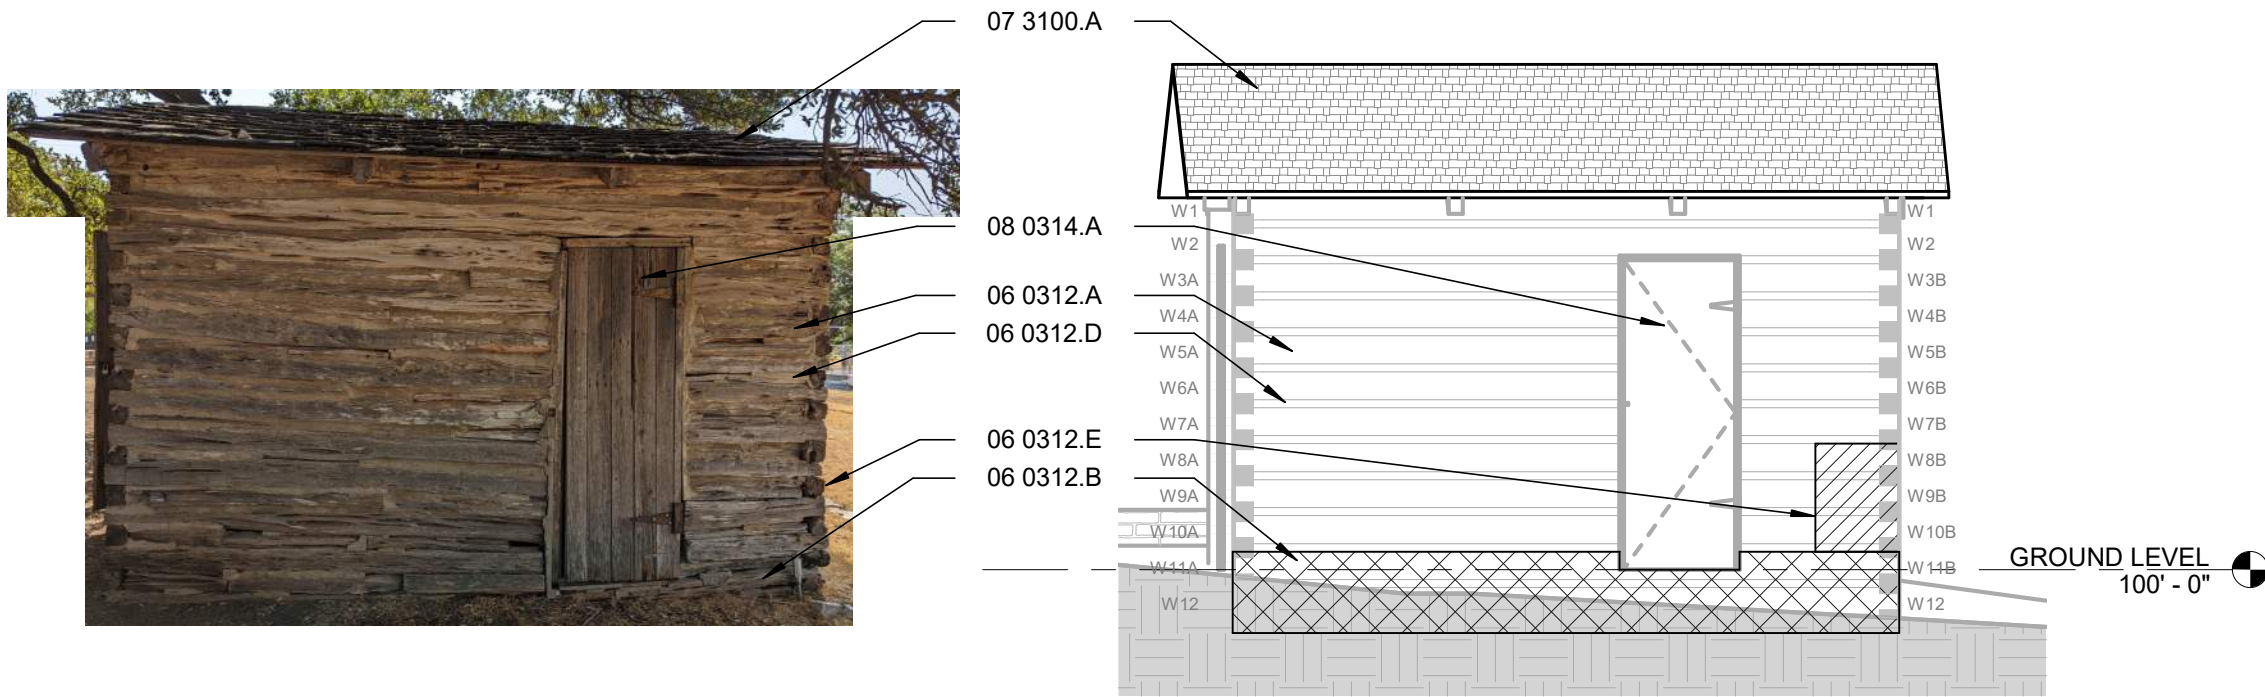 07 3100.A
08 0314.A
06 0312.A
06 0312.D
06 0312.E
06 0312.B
W1
W2
W3A
W4A
W5A
W6A
W7A
W8A
W9A
W10A
W11A
W12
W1
W2
W3B
W4B
W5B
W6B
W7B
W8B
W9B
W10B
W11B
W12
GROUND LEVEL
100' - 0"